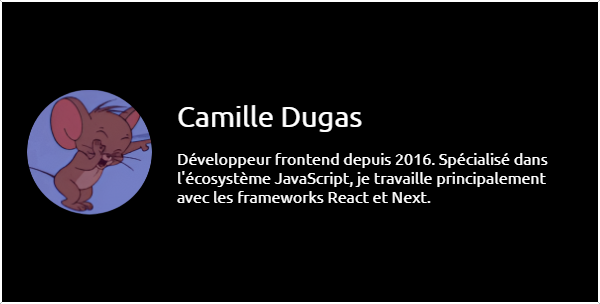 Camille Dugas
Développeur frontend depuis 2016. Spécialisé dans
l'écosystème JavaScript, je travaille principalement
avec les frameworks React et Next.